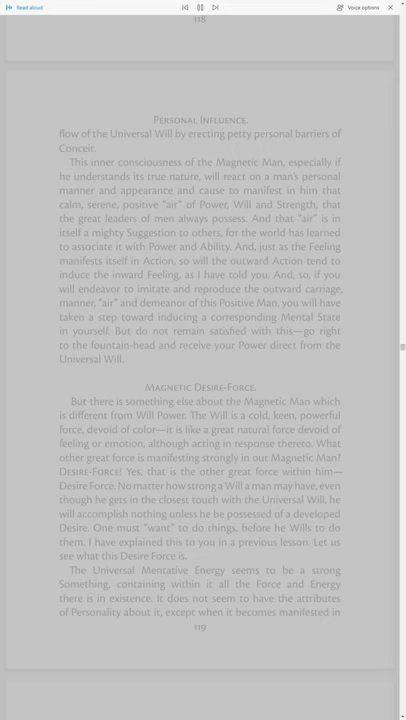 Read aloud
Voice options
118
Personal Influence.
flow of the Universal Will by erecting petty personal barriers of
Conceit.
This inner consciousness of the Magnetic Man, especially if
he understands its true nature, will react on a man's personal
manner and appearance and cause to manifest in him that
calm, serene, positive "air" of Power, Will and Strength, that
the great leaders of men always possess. And that "air" is in
itself a mighty Suggestion to others, for the world has learned
to associate it with Power and Ability. And, just as the Feeling
manifests itself in Action, so will the outward Action tend to
induce the inward Feeling, as I have told you. And, so, if you
will endeavor to imitate and reproduce the outward carriage,
manner, "air" and demeanor of this Positive Man, you will have
taken a step toward inducing a corresponding Mental State
in yourself. But do not remain satisfied with this—go right
to the fountain-head and receive your Power direct from the
Universal Will.
Magnetic Desire-Force.
But there is something else about the Magnetic Man which
is different from Will Power. The Will is a cold, keen, powerful
force, devoid of color—it is like a great natural force devoid of
feeling or emotion, although acting in response thereto. What
other great force is manifesting strongly in our Magnetic Man?
Desire-Force! Yes, that is the other great force within him—
Desire Force. No matter how strong a Will a man may have, even
though he gets in the closest touch with the Universal Will, he
will accomplish nothing unless he be possessed of a developed
Desire. One must "want" to do things, before he Wills to do
them. I have explained this to you in a previous lesson. Let us
see what this Desire Force is.
The Universal Mentative Energy seems to be a strong
Something, containing within it all the Force and Energy
there is in existence. It does not seem to have the attributes
of Personality about it, except when it becomes manifested in
119